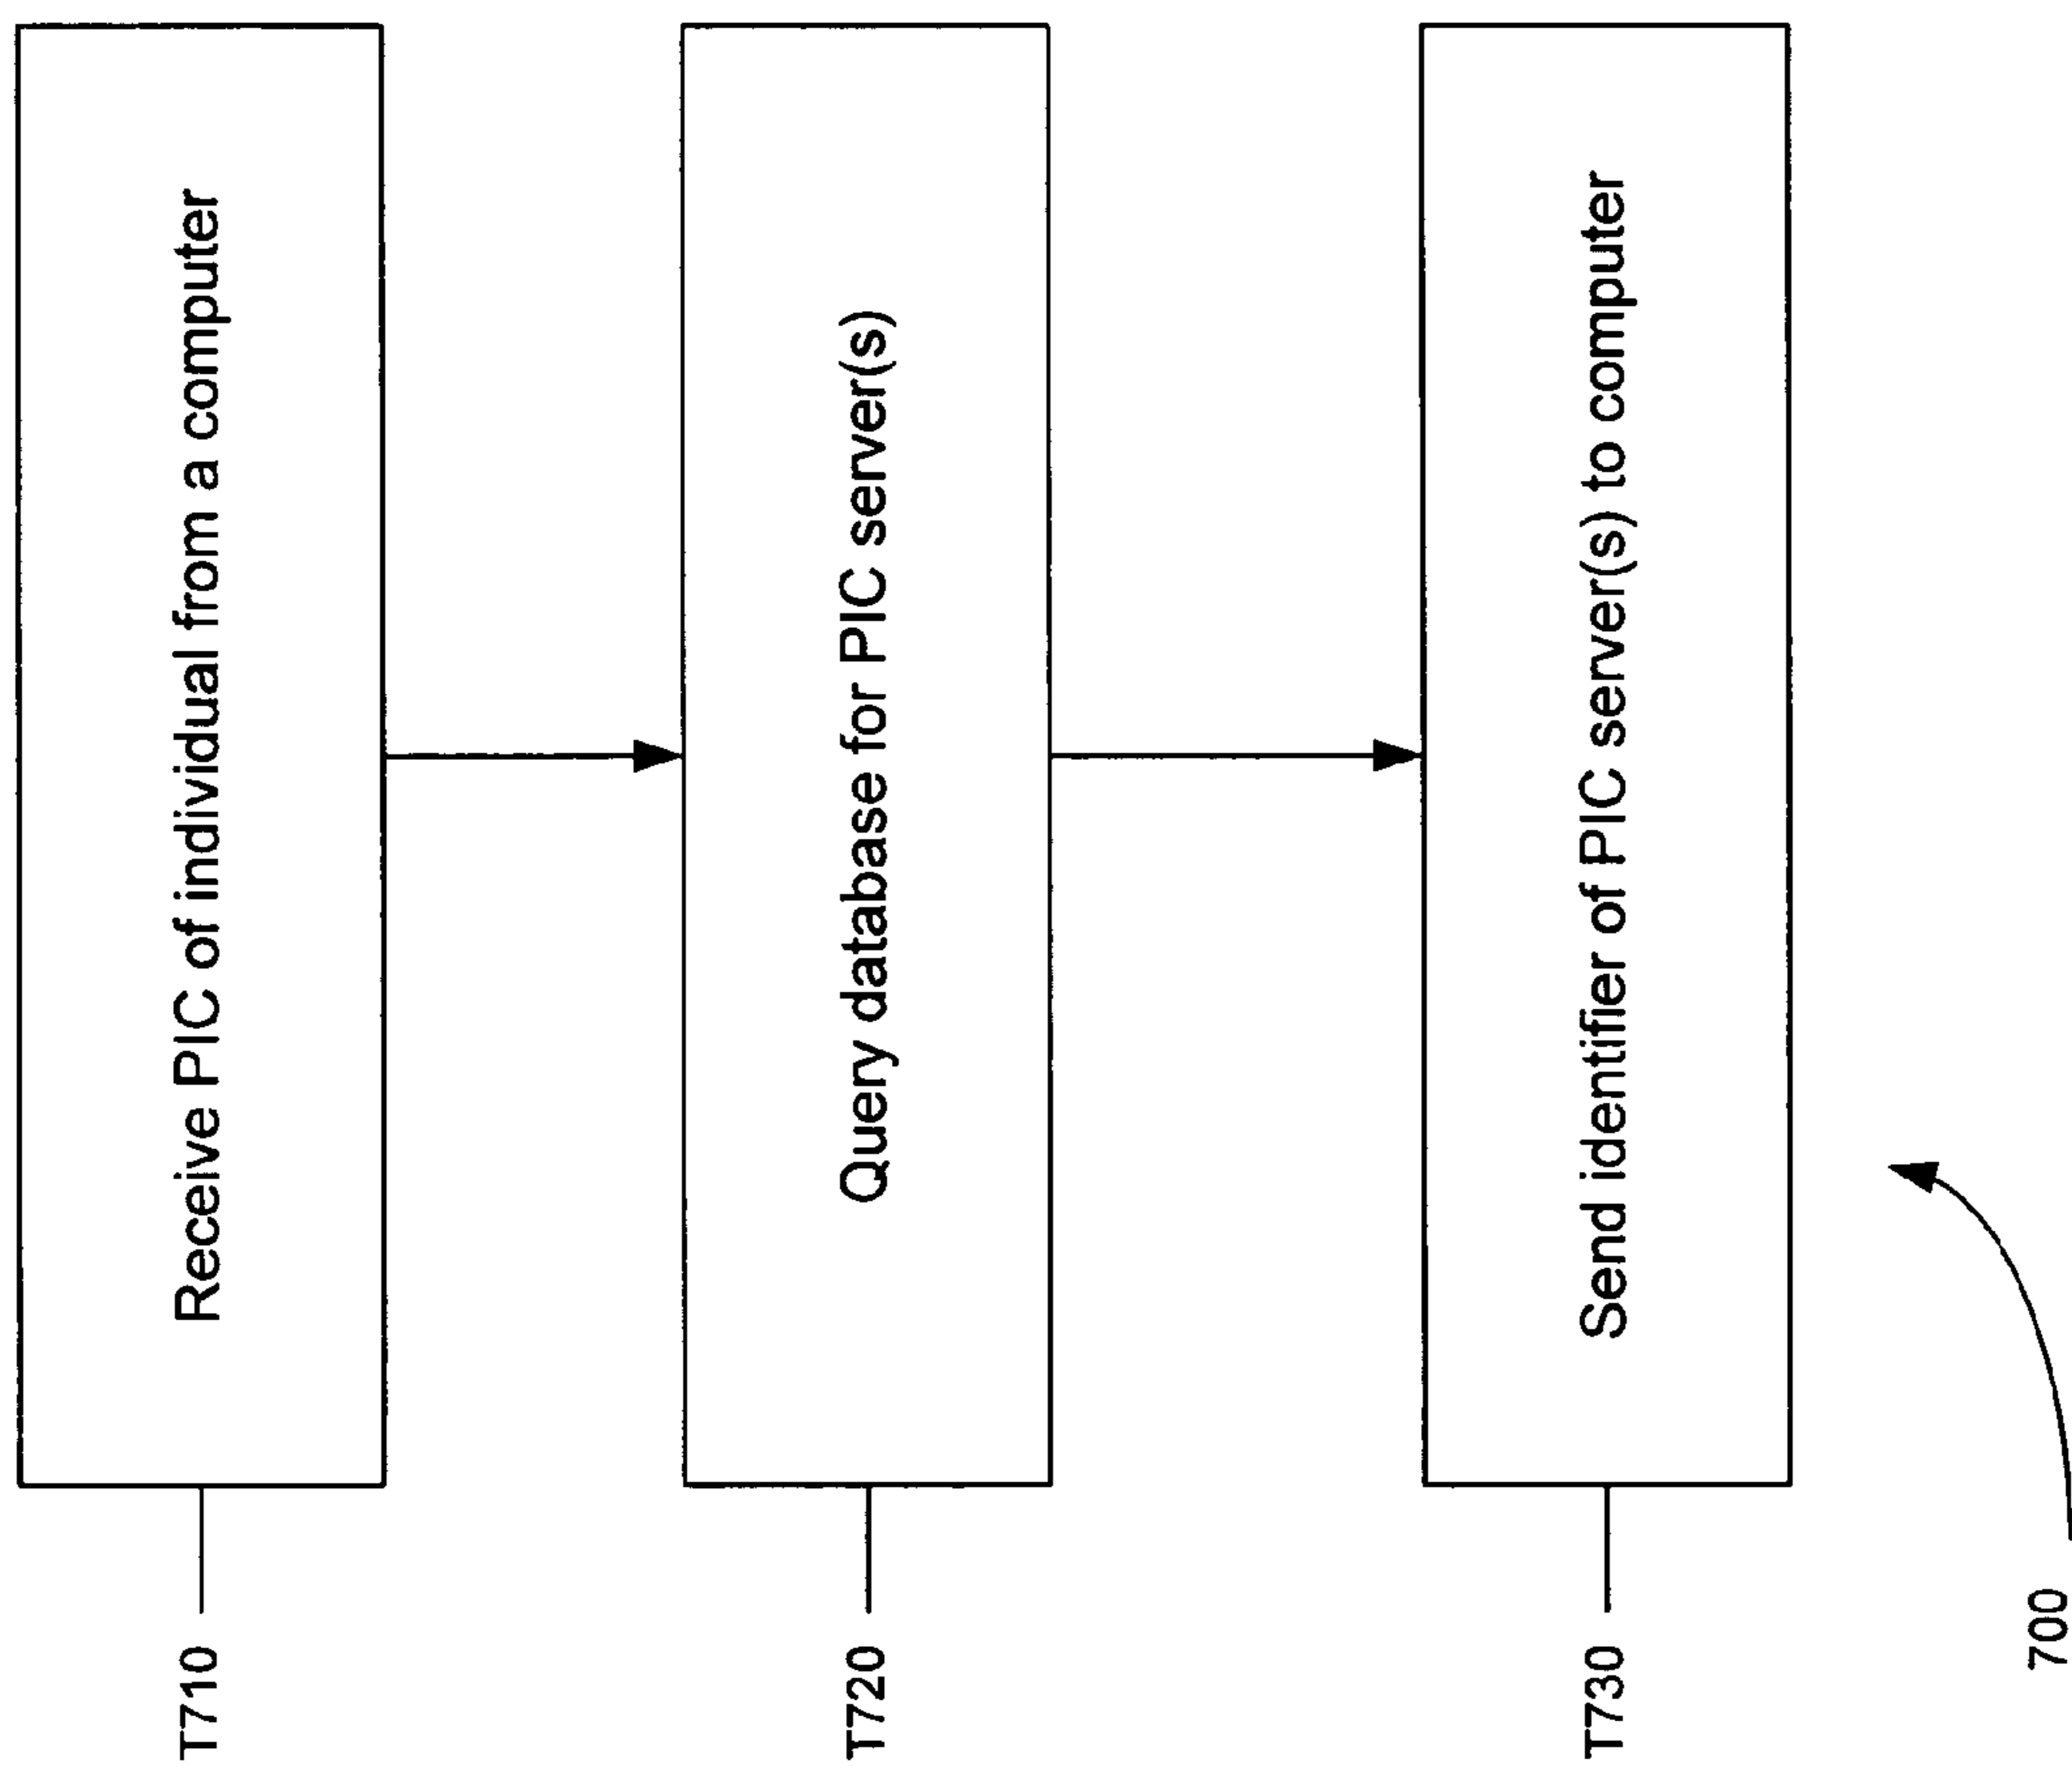 T710
Receive PIC of individual from a computer
T720
Query database for PIC server(s)
T730
Send identifier of PIC server(s) to computer
700